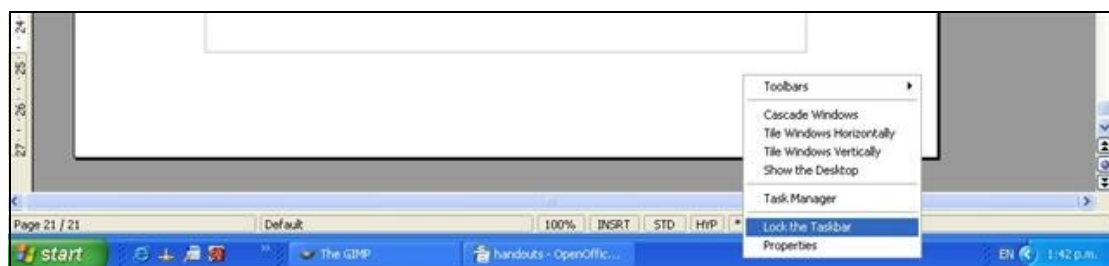 24
25
26
27
Toolbars
Cascade Windows
Tile Windows Horizontally
Tile Windows Vertically
Show the Desktop
Task Manager
Lock the Taskbar
Properties
Page 21 / 21 Default 100% INSRT STD HYP *
start The GIMP handouts - OpenOffic... EN 1:42 p.m.